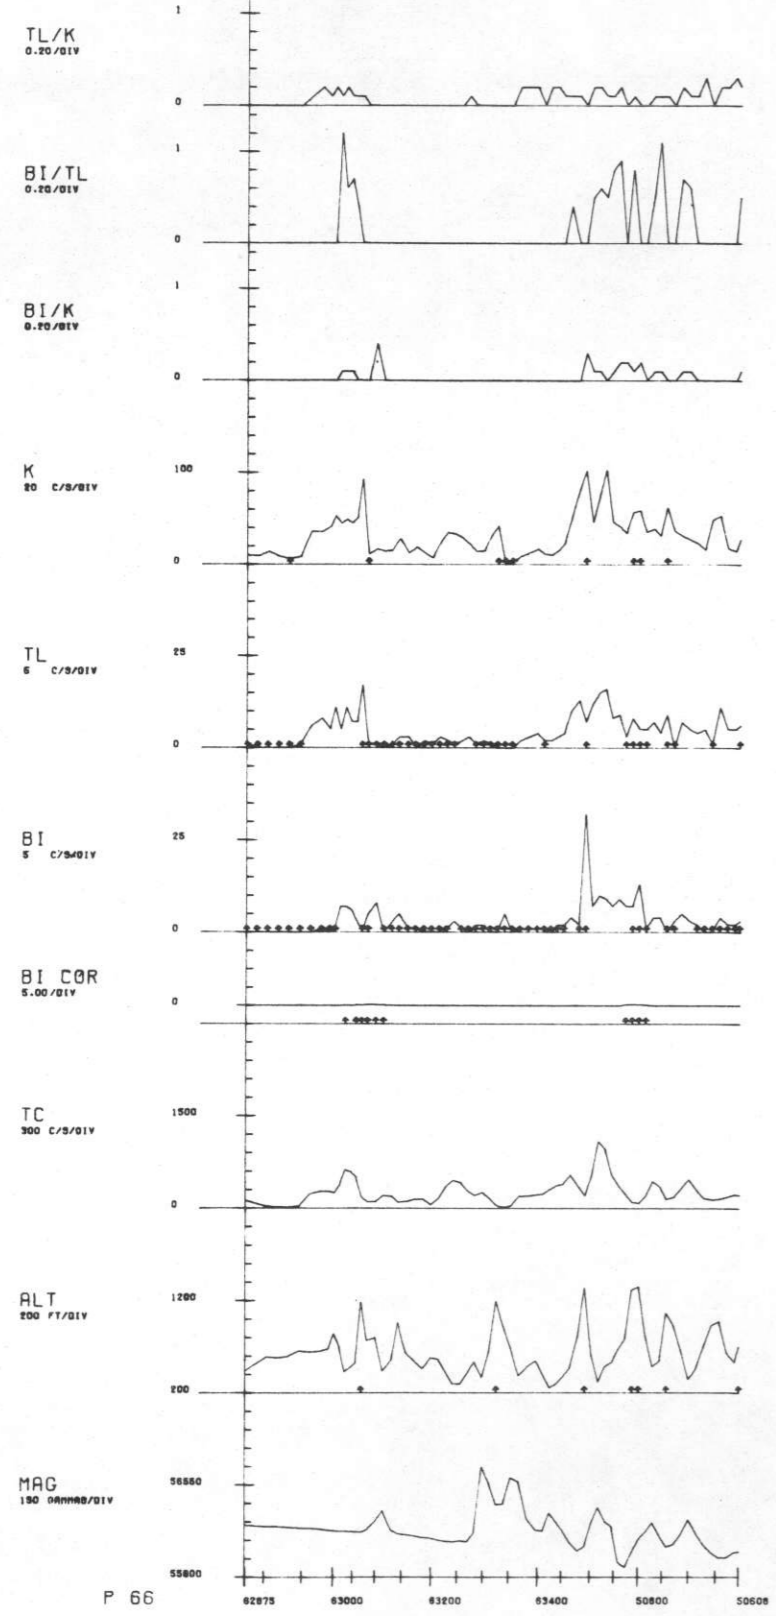 1
TL/K
0.20/DIV
0
1
BI/TL
0.20/DIV
0
1
BI/K
0.20/DIV
0
K
100
20 C/S/DIV
0
TL
25
5 C/S/DIV
0
BI
25
5 C/S/DIV
0
BI COR
5.00/DIV
0
TC
1500
300 C/S/DIV
0
ALT
1200
200 FT/DIV
200
MAG
56550
150 GAMMAS/DIV
55800
P 66
62875 63000 63200 63400 50800 50608